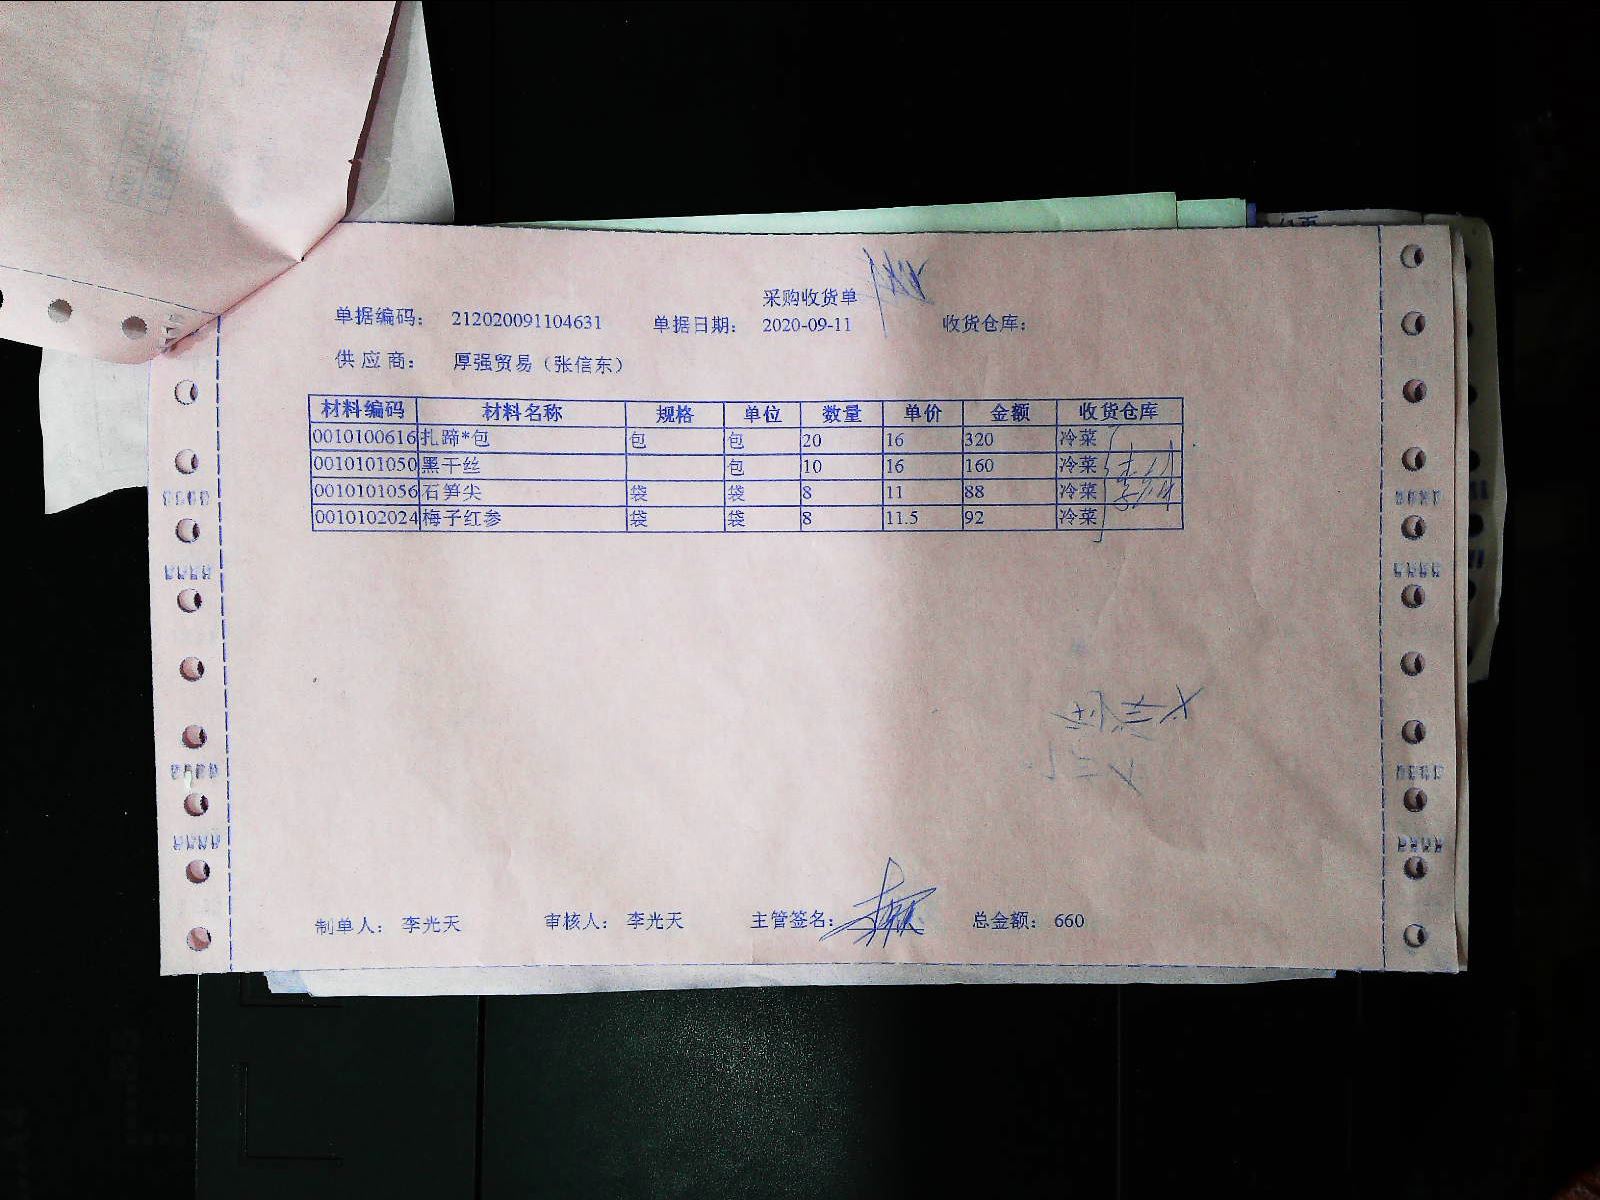 采购收货单
单据编码： 212020091104631 单据日期： 2020-09-11 收货仓库：
供 应 商： 厚强贸易（张信东）
材料编码 材料名称 规格 单位 数量 单价 金额 收货仓库
0010100616 扎蹄*包 包 包 20 16 320 冷菜
0010101050 黑干丝 包 10 16 160 冷菜
0010101056 石笋尖 袋 袋 8 11 88 冷菜
0010102024 梅子红参 袋 袋 8 11.5 92 冷菜
制单人： 李光天 审核人： 李光天 主管签名： 总金额： 660